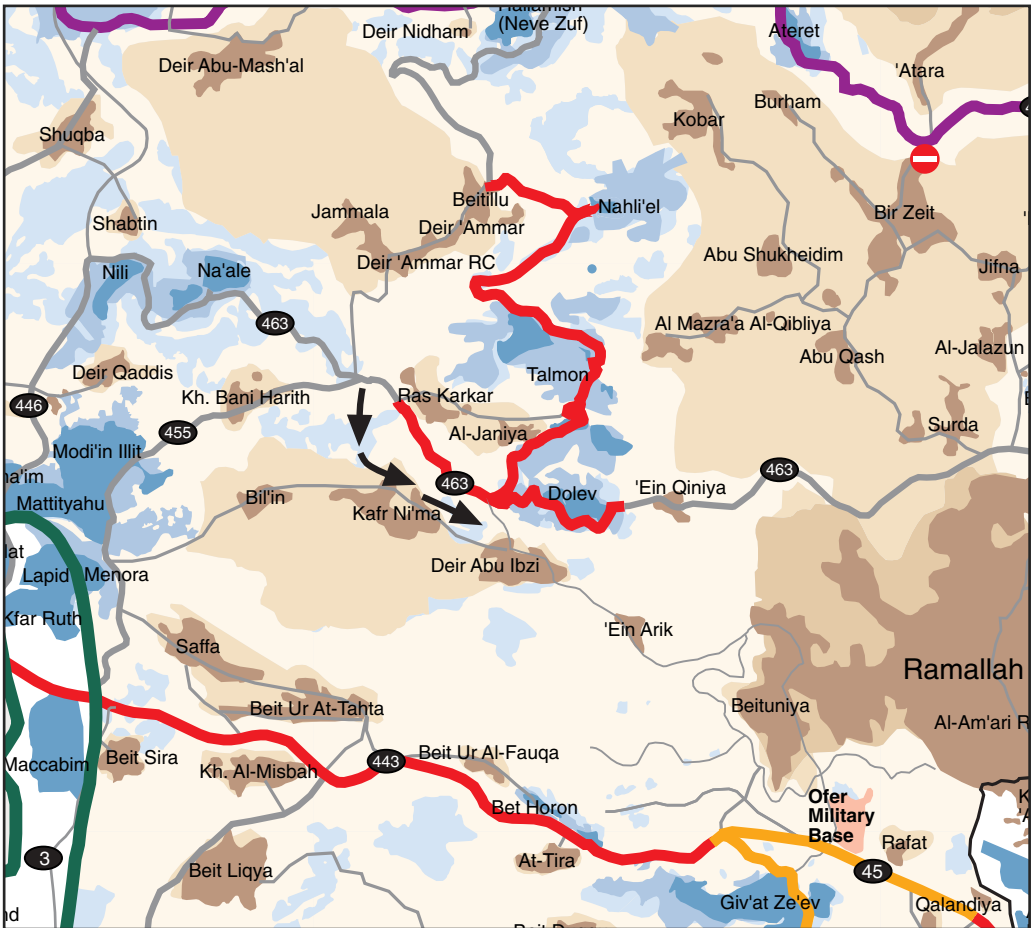 Hallamish
(Neve Zuf)
Deir Nidham
Ateret
Deir Abu-Mash'al
'Atara
Burham
Kobar
Shuqba
Beitillu
Nahli'el
Jammala
Bir Zeit
Shabtin
Deir 'Ammar
Abu Shukheidim
Nili
Na'ale
Deir 'Ammar RC
Jifna
463
Al Mazra'a Al-Qibliya
Abu Qash
Al-Jalazun
Deir Qaddis
Talmon
446
Kh. Bani Harith
Ras Karkar
455
Al-Janiya
Surda
Modi'in Illit
na'im
463
463
'Ein Qiniya
Dolev
Mattityahu
Bil'in
Kafr Ni'ma
lat
Lapid
Menora
Deir Abu Ibzi
Kfar Ruth
'Ein Arik
Saffa
Ramallah
Beit Ur At-Tahta
Beituniya
Al-Am'ari R
Maccabim
Beit Sira
Kh. Al-Misbah
443
Beit Ur Al-Fauqa
Bet Horon
Ofer
Military
Base
K
3
At-Tira
Rafat
Beit Liqya
45
Giv'at Ze'ev
Qalandiya
nd